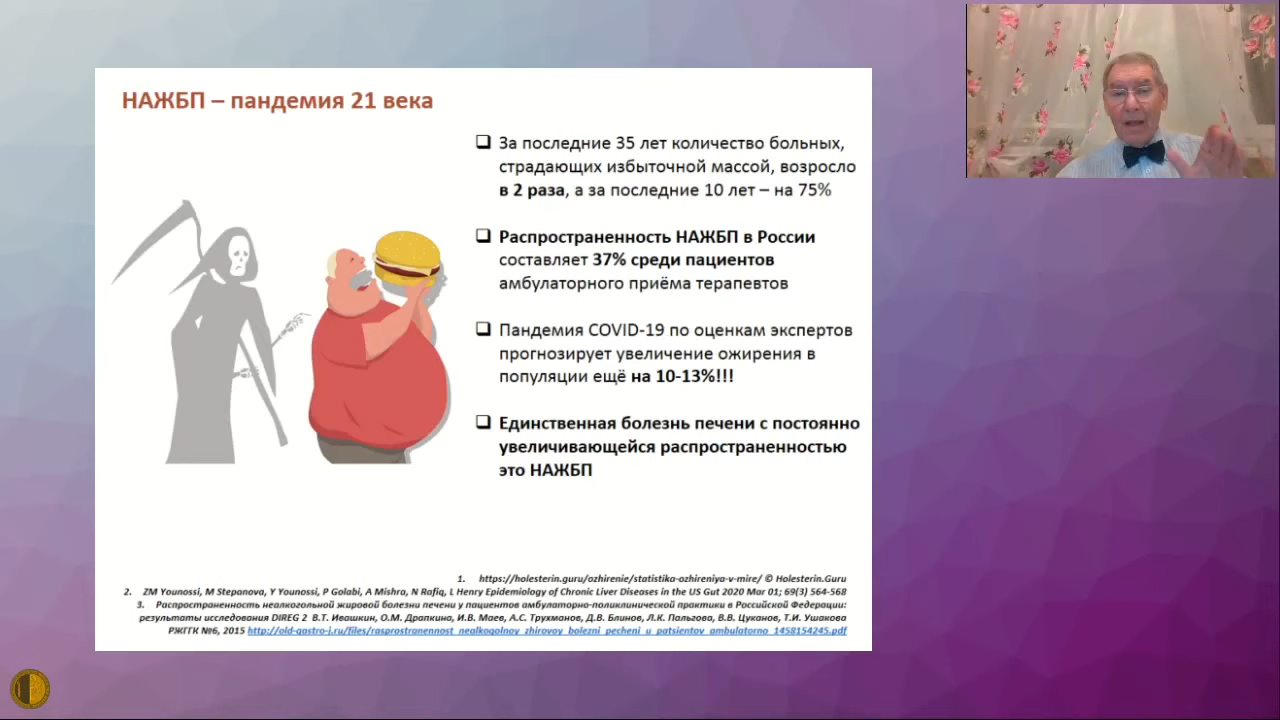 НАЖБП – пандемия 21 века
❑ За последние 35 лет количество больных,
страдающих избыточной массой, возросло
в 2 раза, а за последние 10 лет – на 75%
❑ Распространенность НАЖБП в России
составляет 37% среди пациентов
амбулаторного приёма терапевтов
❑ Пандемия COVID-19 по оценкам экспертов
прогнозирует увеличение ожирения в
популяции ещё на 10-13%!!!
❑ Единственная болезнь печени с постоянно
увеличивающейся распространенностью
это НАЖБП
1. https://holesterin.guru/ozhirenie/statistika-ozhireniya-v-mire/ © Holesterin.Guru
2. ZM Younossi, M Stepanova, Y Younossi, P Golabi, A Mishra, N Rafiq, L Henry Epidemiology of Chronic Liver Diseases in the US Gut 2020 Mar 01; 69(3) 564-568
3. Распространенность неалкогольной жировой болезни печени у пациентов амбулаторно-поликлинической практики в Российской Федерации:
результаты исследования DIREG 2 В.Т. Ивашкин, О.М. Драпкина, И.В. Маев, А.С. Трухманов, Д.В. Блинов, Л.К. Пальгова, В.В. Цуканов, Т.И. Ушакова
РЖГГК №6, 2015 http://old-gastro-j.ru/files/rasprostranennost_nealkogolnoy_zhirovoy_bolezni_pecheni_u_patsientov_ambulatorno_1458154245.pdf